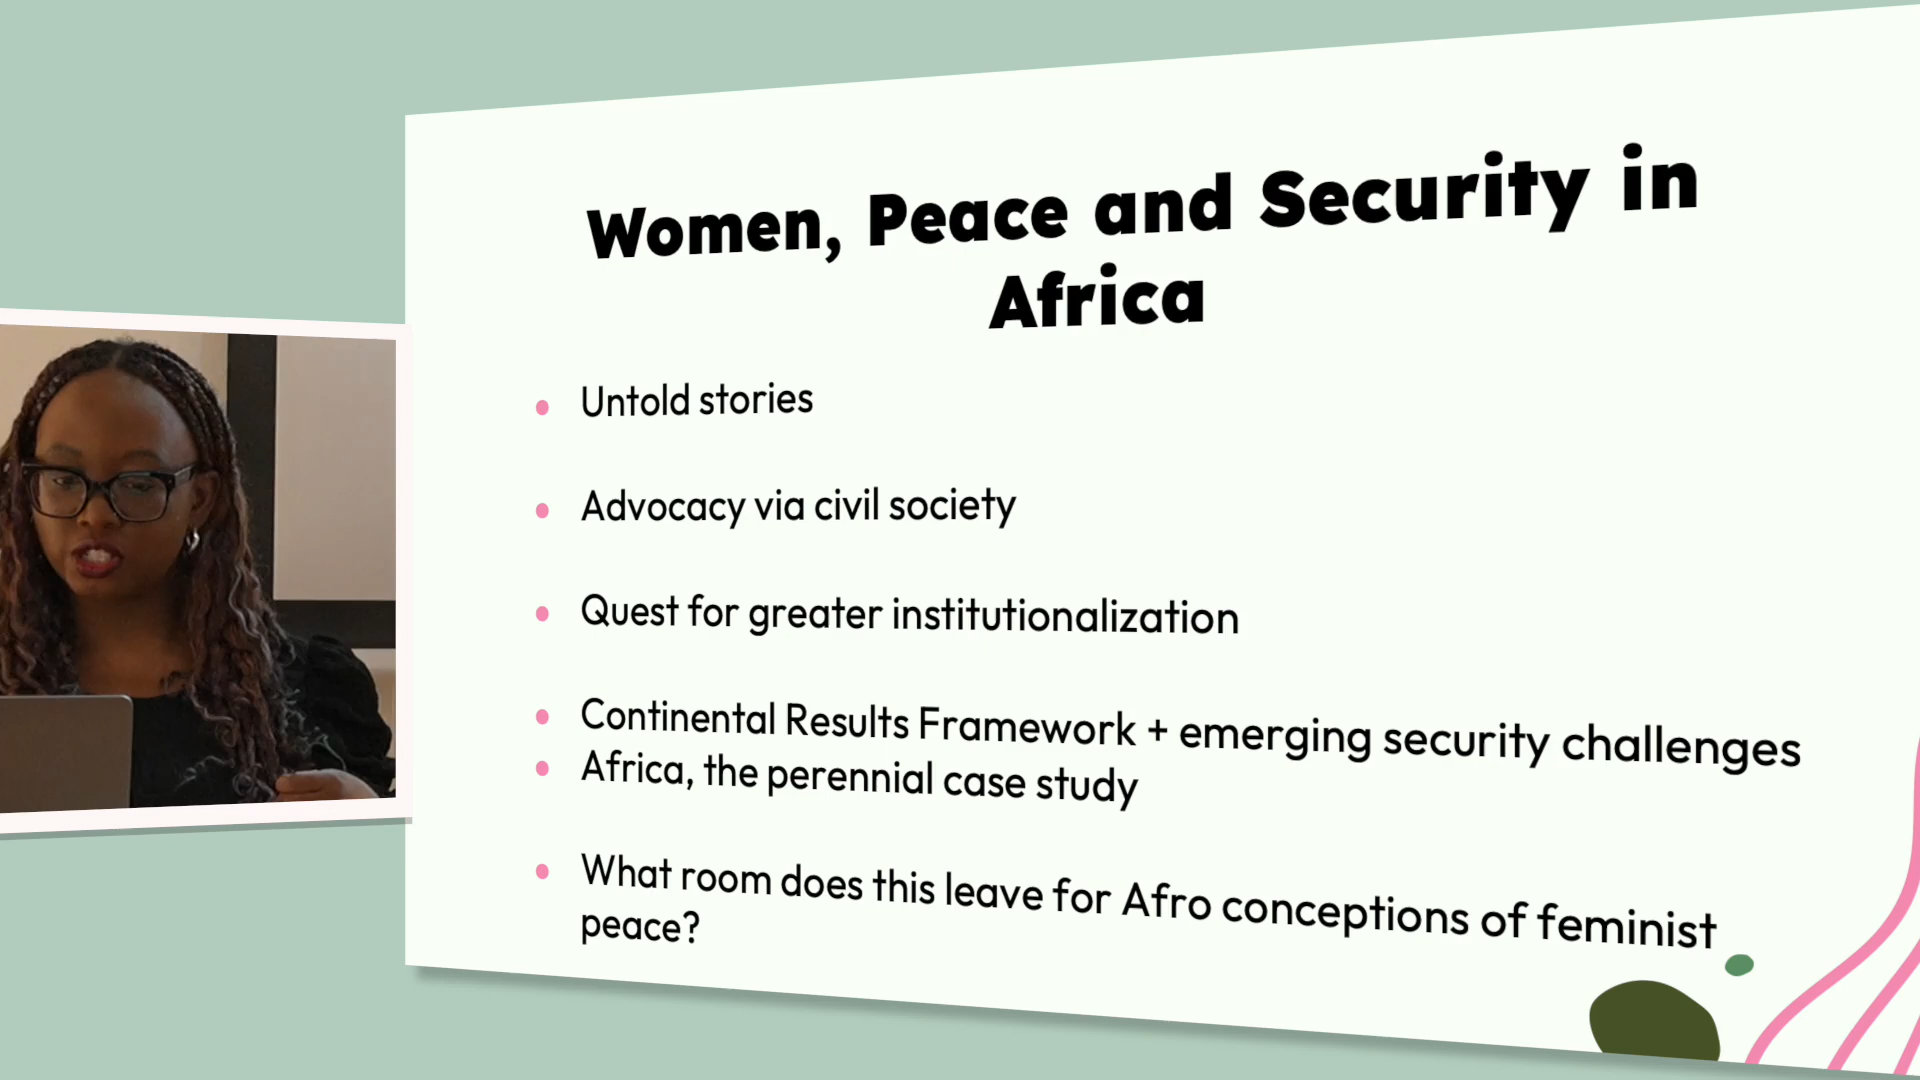 Women, Peace and Security in
Africa
Untold stories
Advocacy via civil society
Quest for greater institutionalization
Continental Results Framework + emerging security challenges
Africa, the perennial case study
What room does this leave for Afro conceptions of feminist
peace?